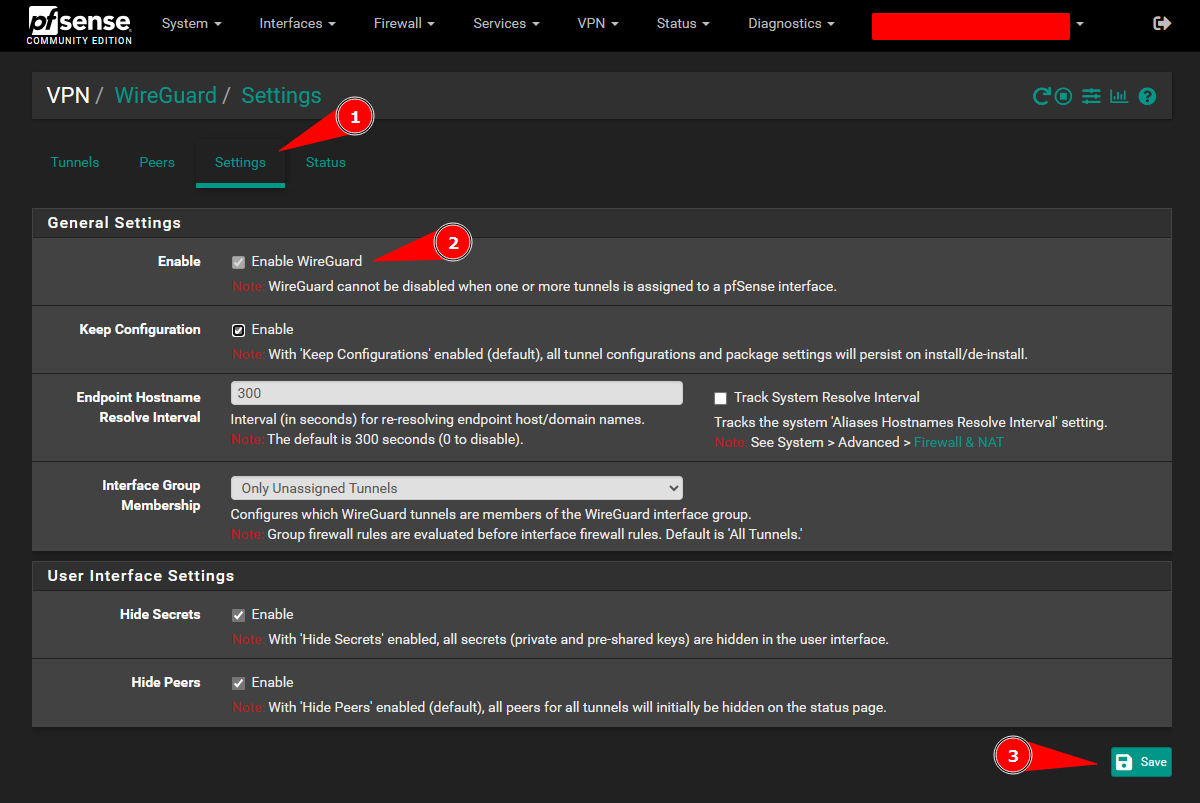 pfsense
COMMUNITY EDITION
System Interfaces Firewall Services VPN Status Diagnostics
VPN / WireGuard / Settings
1
Tunnels Peers Settings Status
General Settings
2
Enable Enable WireGuard
Note: WireGuard cannot be disabled when one or more tunnels is assigned to a pfSense interface.
Keep Configuration Enable
Note: With 'Keep Configurations' enabled (default), all tunnel configurations and package settings will persist on install/de-install.
Endpoint Hostname
Resolve Interval
300
Interval (in seconds) for re-resolving endpoint host/domain names.
Note: The default is 300 seconds (0 to disable).
Track System Resolve Interval
Tracks the system 'Aliases Hostnames Resolve Interval' setting.
Note: See System > Advanced > Firewall & NAT
Interface Group
Membership
Only Unassigned Tunnels
Configures which WireGuard tunnels are members of the WireGuard interface group.
Note: Group firewall rules are evaluated before interface firewall rules. Default is 'All Tunnels.'
User Interface Settings
Hide Secrets Enable
Note: With 'Hide Secrets' enabled, all secrets (private and pre-shared keys) are hidden in the user interface.
Hide Peers Enable
Note: With 'Hide Peers' enabled (default), all peers for all tunnels will initially be hidden on the status page.
3
Save